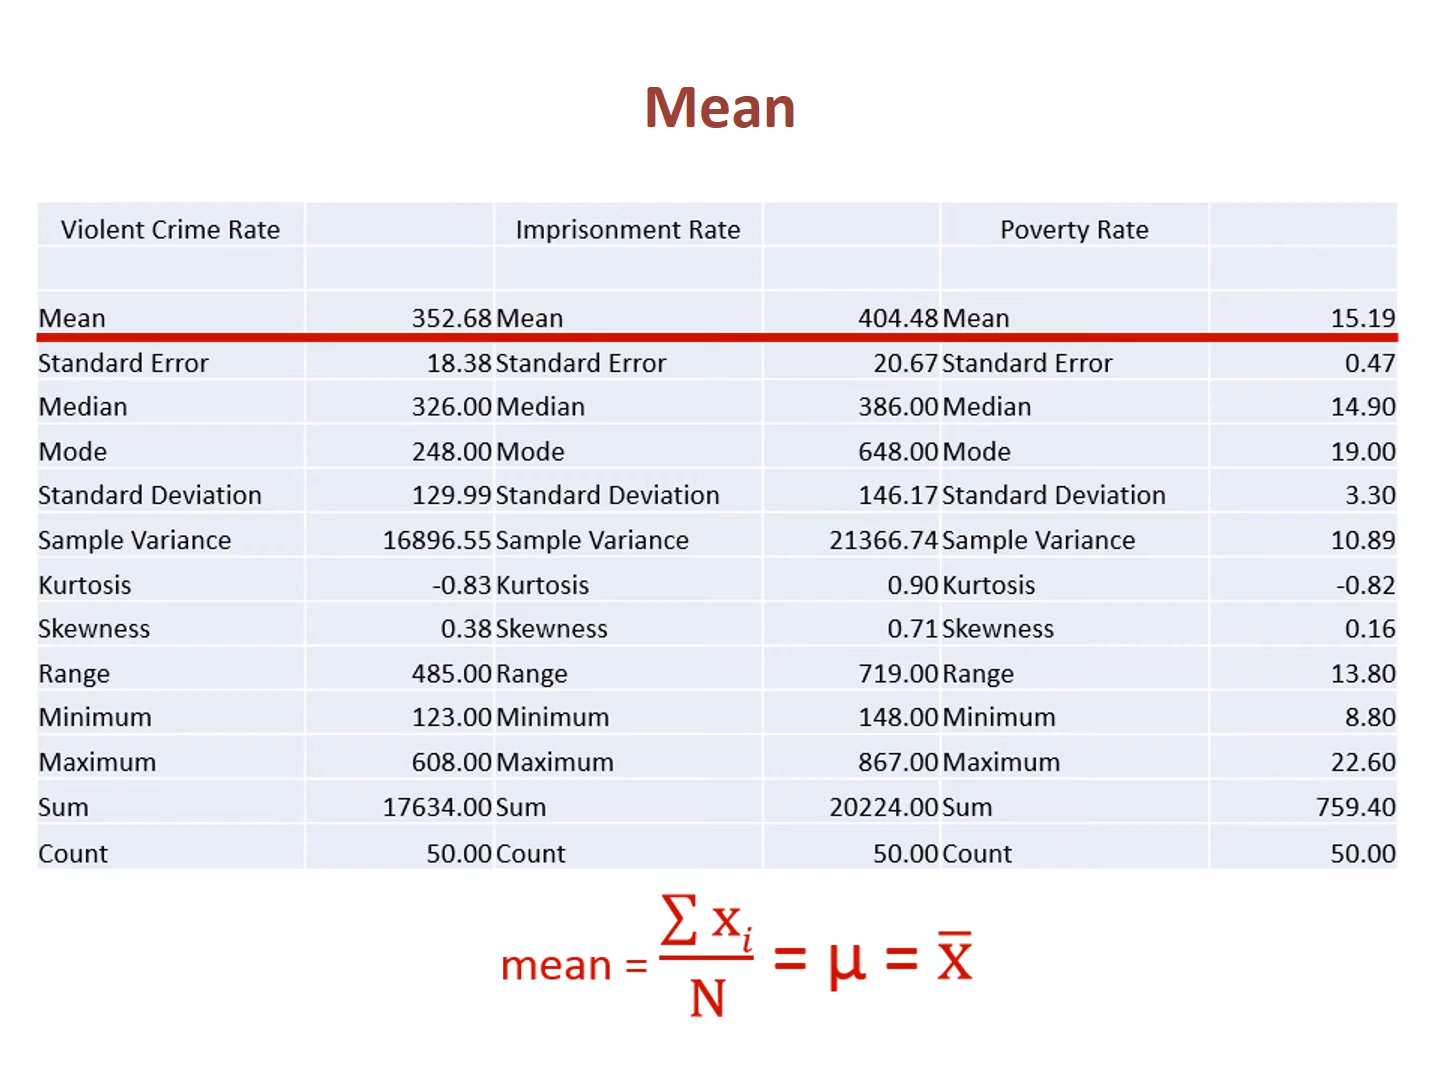 Mean
Violent Crime Rate Imprisonment Rate Poverty Rate
Mean 352.68 Mean 404.48 Mean 15.19
Standard Error 18.38 Standard Error 20.67 Standard Error 0.47
Median 326.00 Median 386.00 Median 14.90
Mode 248.00 Mode 648.00 Mode 19.00
Standard Deviation 129.99 Standard Deviation 146.17 Standard Deviation 3.30
Sample Variance 16896.55 Sample Variance 21366.74 Sample Variance 10.89
Kurtosis -0.83 Kurtosis 0.90 Kurtosis -0.82
Skewness 0.38 Skewness 0.71 Skewness 0.16
Range 485.00 Range 719.00 Range 13.80
Minimum 123.00 Minimum 148.00 Minimum 8.80
Maximum 608.00 Maximum 867.00 Maximum 22.60
Sum 17634.00 Sum 20224.00 Sum 759.40
Count 50.00 Count 50.00 Count 50.00
mean = ∑ xᵢ / N = μ = x̅